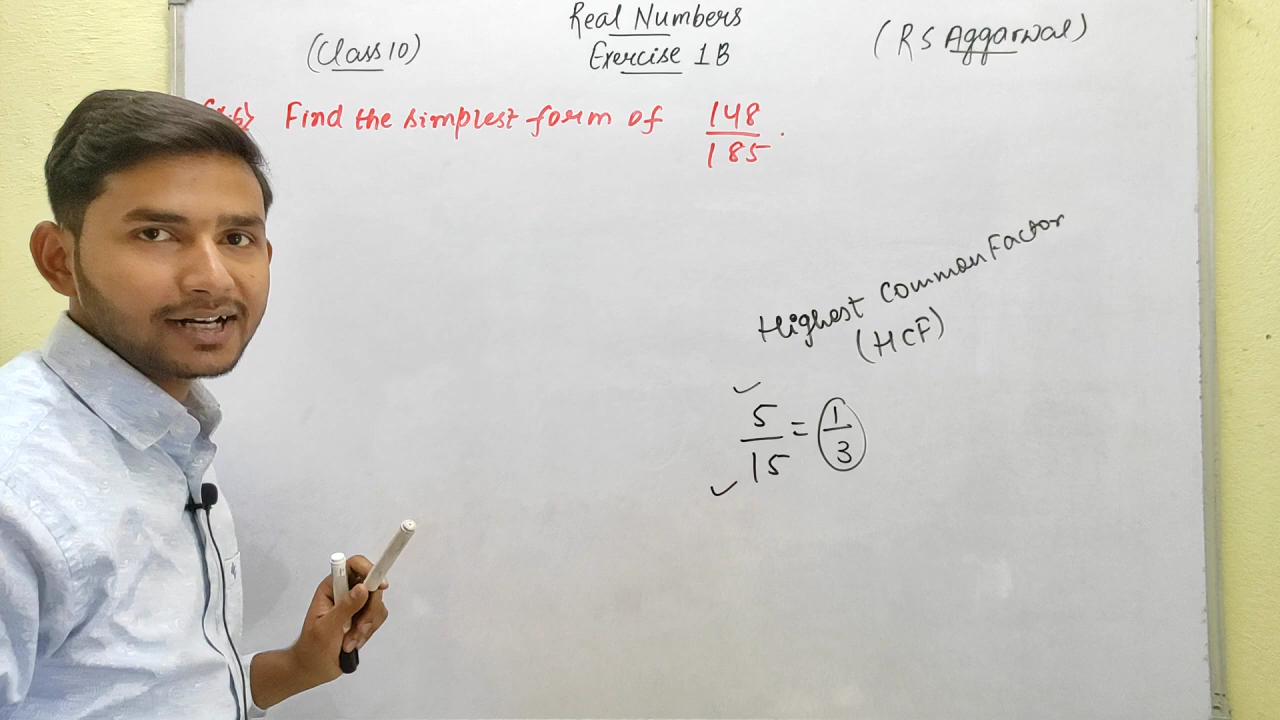 Real Numbers
(Class 10)
Exercise 1B
(RS Aggarwal)
Find the simplest form of 148/185.
Highest Common Factor
(HCF)
5/15 = 1/3